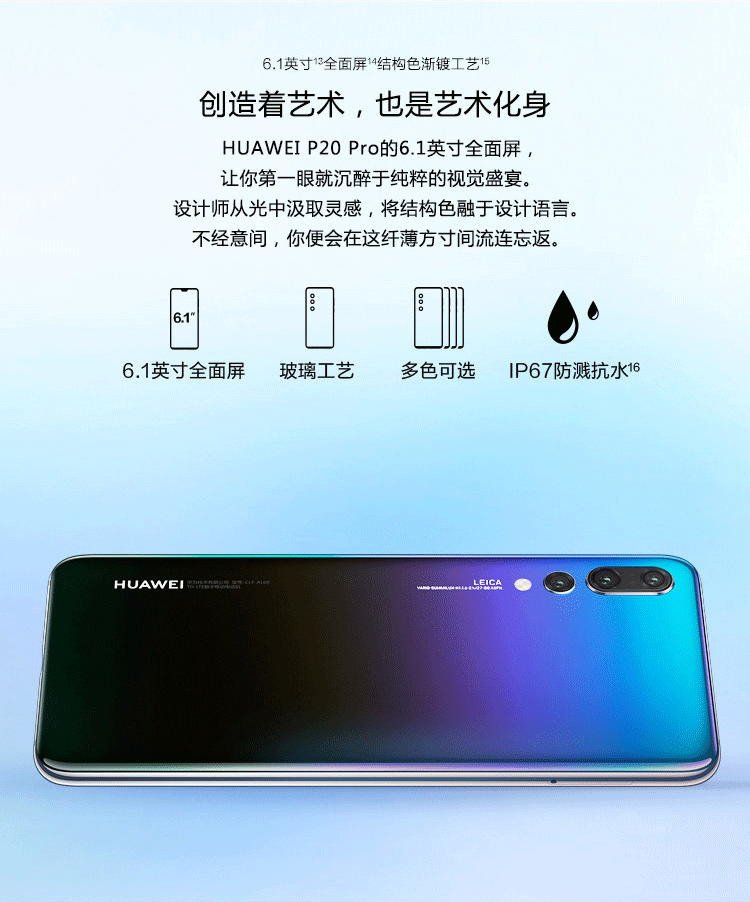 6.1英寸¹³全面屏¹⁴结构色渐镀工艺¹⁵
创造着艺术，也是艺术化身
HUAWEI P20 Pro的6.1英寸全面屏，
让你第一眼就沉醉于纯粹的视觉盛宴。
设计师从光中汲取灵感，将结构色融于设计语言。
不经意间，你便会在这纤薄方寸间流连忘返。
6.1"
6.1英寸全面屏
玻璃工艺
多色可选
IP67防溅抗水¹⁶
HUAWEI
LEICA